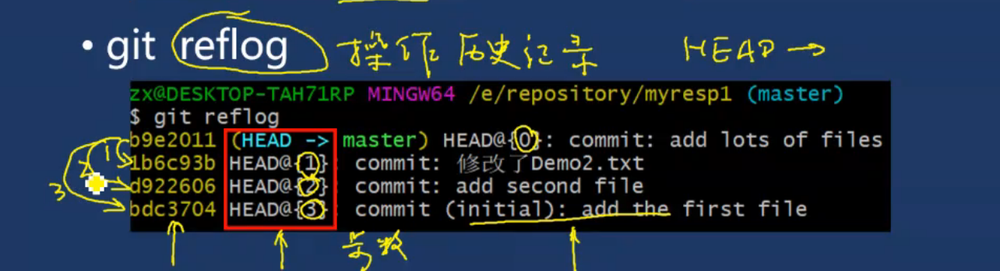 • git reflog 操作历史记录 HEAD →
zx@DESKTOP-TAH71RP MINGW64 /e/repository/myresp1 (master)
$ git reflog
b9e2011 (HEAD -> master) HEAD@{0}: commit: add lots of files
1b6c93b HEAD@{1}: commit: 修改了Demo2.txt
d922606 HEAD@{2}: commit: add second file
bdc3704 HEAD@{3}: commit (initial): add the first file
1
2
3
步数